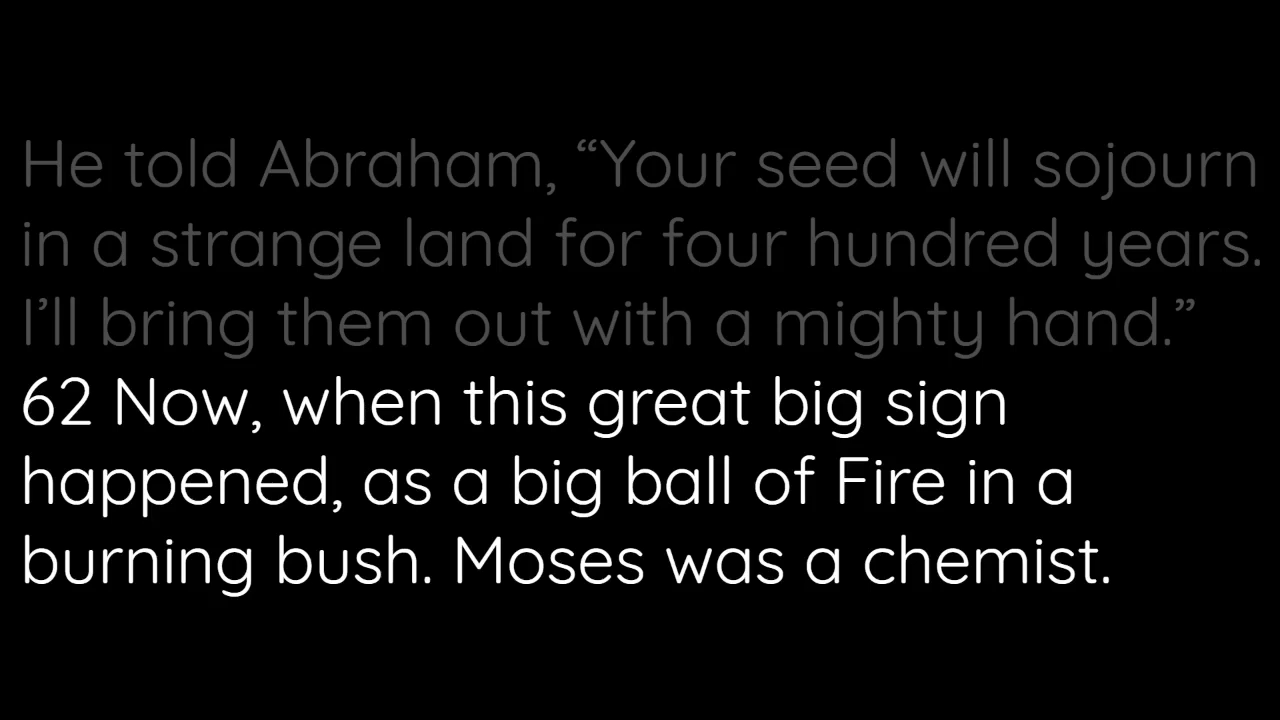 He told Abraham, “Your seed will sojourn
in a strange land for four hundred years.
I’ll bring them out with a mighty hand.”
62 Now, when this great big sign
happened, as a big ball of Fire in a
burning bush. Moses was a chemist.